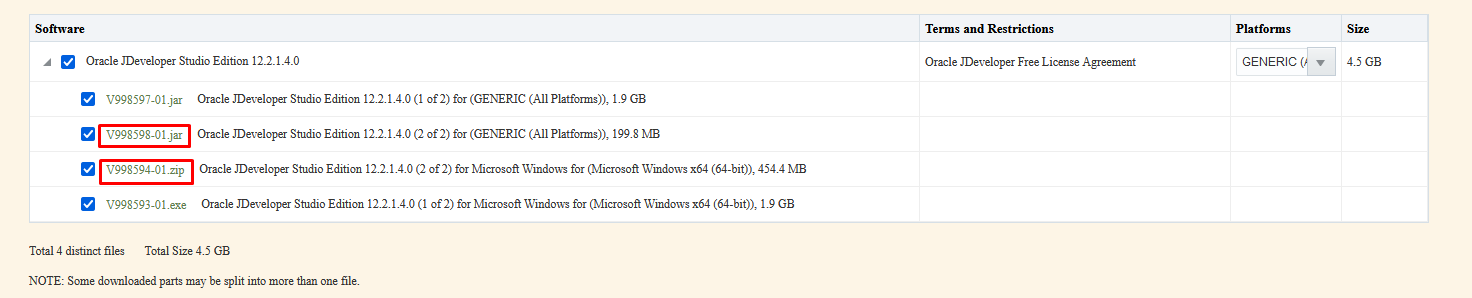 Software Terms and Restrictions Platforms Size
Oracle JDeveloper Studio Edition 12.2.1.4.0 Oracle JDeveloper Free License Agreement GENERIC (A 4.5 GB
V998597-01.jar Oracle JDeveloper Studio Edition 12.2.1.4.0 (1 of 2) for (GENERIC (All Platforms)), 1.9 GB
V998598-01.jar Oracle JDeveloper Studio Edition 12.2.1.4.0 (2 of 2) for (GENERIC (All Platforms)), 199.8 MB
V998594-01.zip Oracle JDeveloper Studio Edition 12.2.1.4.0 (2 of 2) for Microsoft Windows for (Microsoft Windows x64 (64-bit)), 454.4 MB
V998593-01.exe Oracle JDeveloper Studio Edition 12.2.1.4.0 (1 of 2) for Microsoft Windows for (Microsoft Windows x64 (64-bit)), 1.9 GB
Total 4 distinct files Total Size 4.5 GB
NOTE: Some downloaded parts may be split into more than one file.